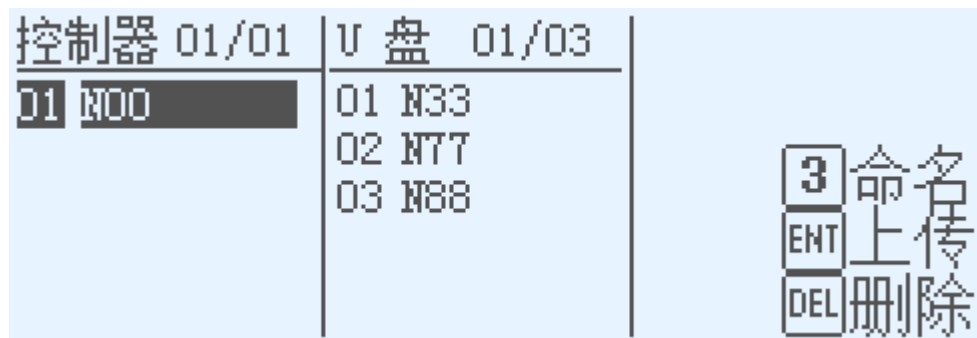 控制器 01/01
01 N00
U 盘 01/03
01 N33
02 N77
03 N88
3 命名
ENT 上传
DEL 删除